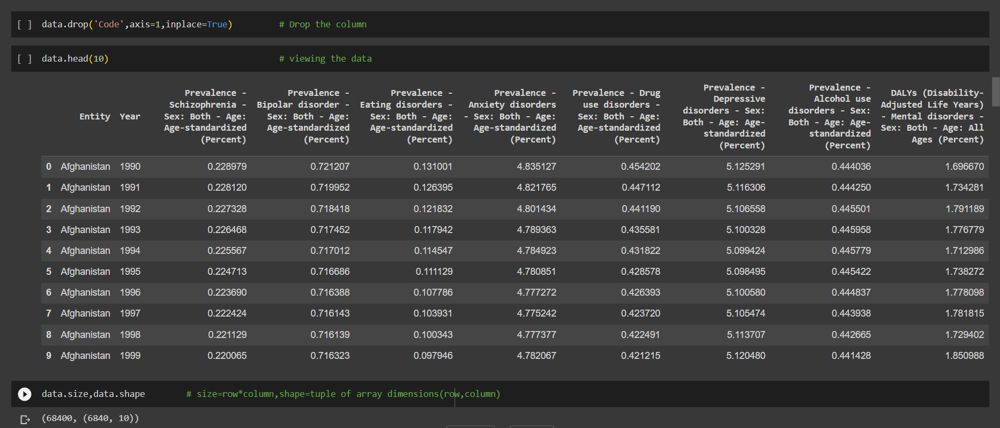 [ ] data.drop('Code',axis=1,inplace=True) # Drop the column
[ ] data.head(10) # viewing the data
Entity Year Prevalence - Schizophrenia - Sex: Both - Age: Age-standardized (Percent) Prevalence - Bipolar disorder - Sex: Both - Age: Age-standardized (Percent) Prevalence - Eating disorders - Sex: Both - Age: Age-standardized (Percent) Prevalence - Anxiety disorders - Sex: Both - Age: Age-standardized (Percent) Prevalence - Drug use disorders - Sex: Both - Age: Age-standardized (Percent) Prevalence - Depressive disorders - Sex: Both - Age: Age-standardized (Percent) Prevalence - Alcohol use disorders - Sex: Both - Age: Age-standardized (Percent) DALYs (Disability-Adjusted Life Years) - Mental disorders - Sex: Both - Age: All Ages (Percent)
0 Afghanistan 1990 0.228979 0.721207 0.131001 4.835127 0.454202 5.125291 0.444036 1.696670
1 Afghanistan 1991 0.228120 0.719952 0.126395 4.821765 0.447112 5.116306 0.444250 1.734281
2 Afghanistan 1992 0.227328 0.718418 0.121832 4.801434 0.441190 5.106558 0.445501 1.791189
3 Afghanistan 1993 0.226468 0.717452 0.117942 4.789363 0.435581 5.100328 0.445958 1.776779
4 Afghanistan 1994 0.225567 0.717012 0.114547 4.784923 0.431822 5.099424 0.445779 1.712986
5 Afghanistan 1995 0.224713 0.716686 0.111129 4.780851 0.428578 5.098495 0.445422 1.738272
6 Afghanistan 1996 0.223690 0.716388 0.107786 4.777272 0.426393 5.100580 0.444837 1.778098
7 Afghanistan 1997 0.222424 0.716143 0.103931 4.775242 0.423720 5.105474 0.443938 1.781815
8 Afghanistan 1998 0.221129 0.716139 0.100343 4.777377 0.422491 5.113707 0.442665 1.729402
9 Afghanistan 1999 0.220065 0.716323 0.097946 4.782067 0.421215 5.120480 0.441428 1.850988
data.size,data.shape # size=row*column,shape=tuple of array dimensions(row,column)
(68400, (6840, 10))